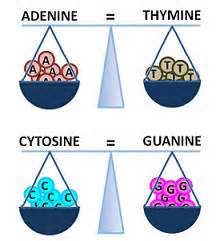 ADENINE = THYMINE
A A A A A A
T T T T T T
CYTOSINE = GUANINE
C C C C C C
G G G G G G G